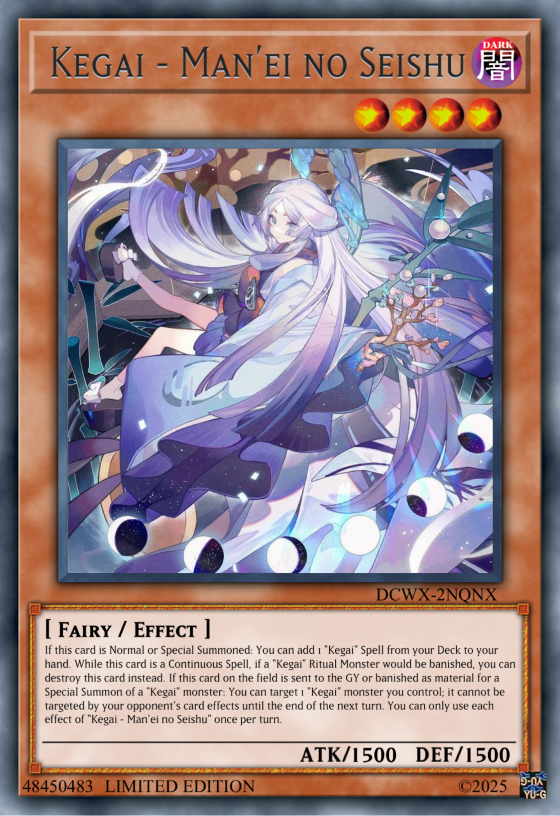 Kegai - Man'ei no Seishu
DARK
闇
DCWX-2NQNX
[ Fairy / Effect ]
If this card is Normal or Special Summoned: You can add 1 "Kegai" Spell from your Deck to your
hand. While this card is a Continuous Spell, if a "Kegai" Ritual Monster would be banished, you can
destroy this card instead. If this card on the field is sent to the GY or banished as material for a
Special Summon of a "Kegai" monster: You can target 1 "Kegai" monster you control; it cannot be
targeted by your opponent's card effects until the end of the next turn. You can only use each
effect of "Kegai - Man'ei no Seishu" once per turn.
ATK/1500 DEF/1500
48450483 LIMITED EDITION
©2025